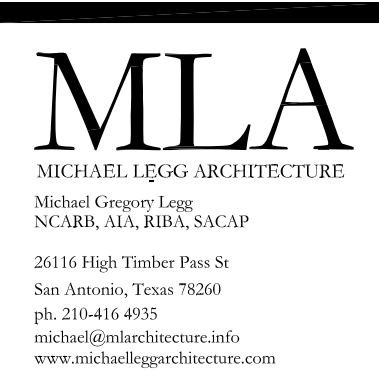 MLA
MICHAEL LEGG ARCHITECTURE
Michael Gregory Legg
NCARB, AIA, RIBA, SACAP
26116 High Timber Pass St
San Antonio, Texas 78260
ph. 210-416 4935
michael@mlarchitecture.info
www.michaelleggarchitecture.com